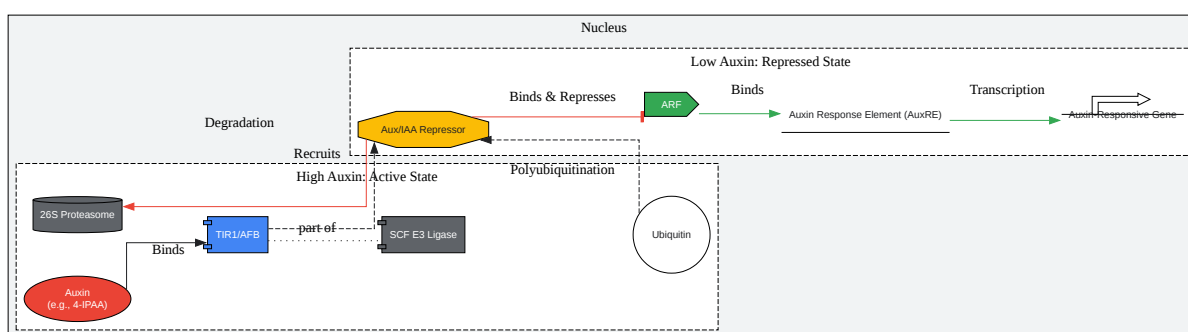 Nucleus
Low Auxin: Repressed State
Binds & Represses
ARF
Binds
Transcription
Aux/IAA Repressor
Auxin Response Element (AuxRE)
Auxin-Responsive Gene
Degradation
Recruits
High Auxin: Active State
Polyubiquitination
26S Proteasome
TIR1/AFB
part of
SCF E3 Ligase
Ubiquitin
Binds
Auxin
(e.g., 4-IPAA)